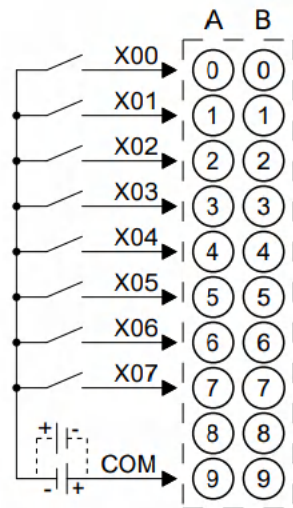 A B
X00 0 0
X01 1 1
X02 2 2
X03 3 3
X04 4 4
X05 5 5
X06 6 6
X07 7 7
8 8
+ -
COM 9 9
- +